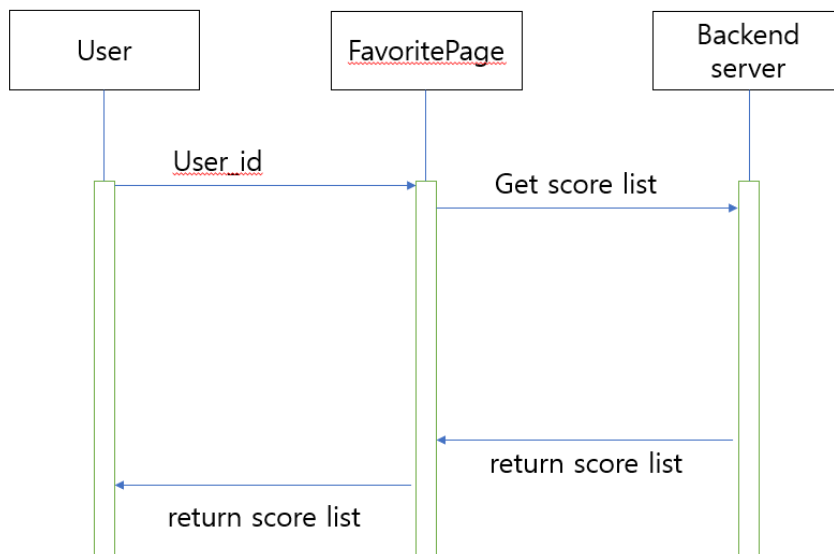 User
FavoritePage
Backend
server
User_id
Get score list
return score list
return score list